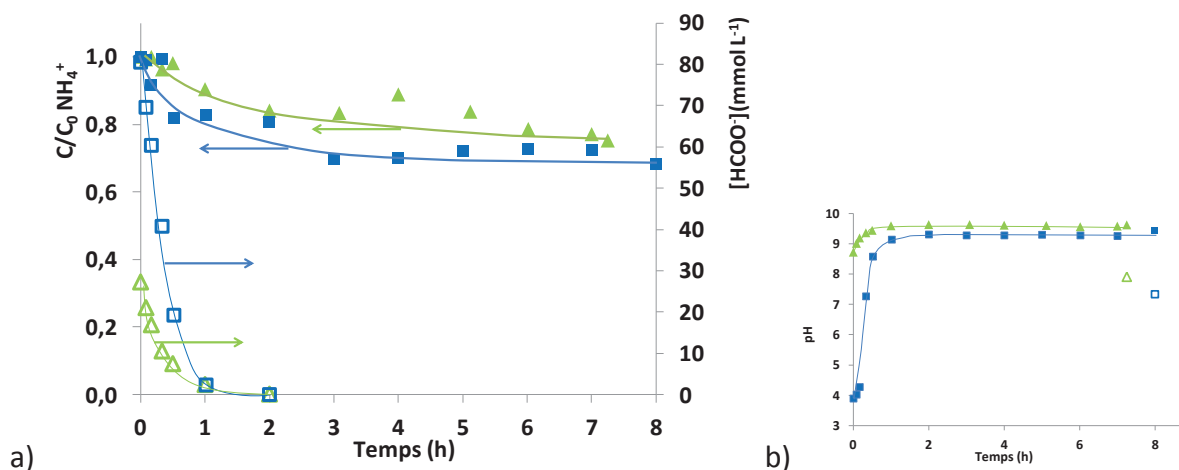 C/C₀ NH₄⁺
1,0
0,8
0,6
0,4
0,2
0,0
0 1 2 3 4 5 6 7 8
Temps (h)
90
80
70
60
50
40
30
20
10
0
[HCOO⁻](mmol L⁻¹)
a)
pH
10
9
8
7
6
5
4
3
0 2 4 6 8
Temps (h)
b)